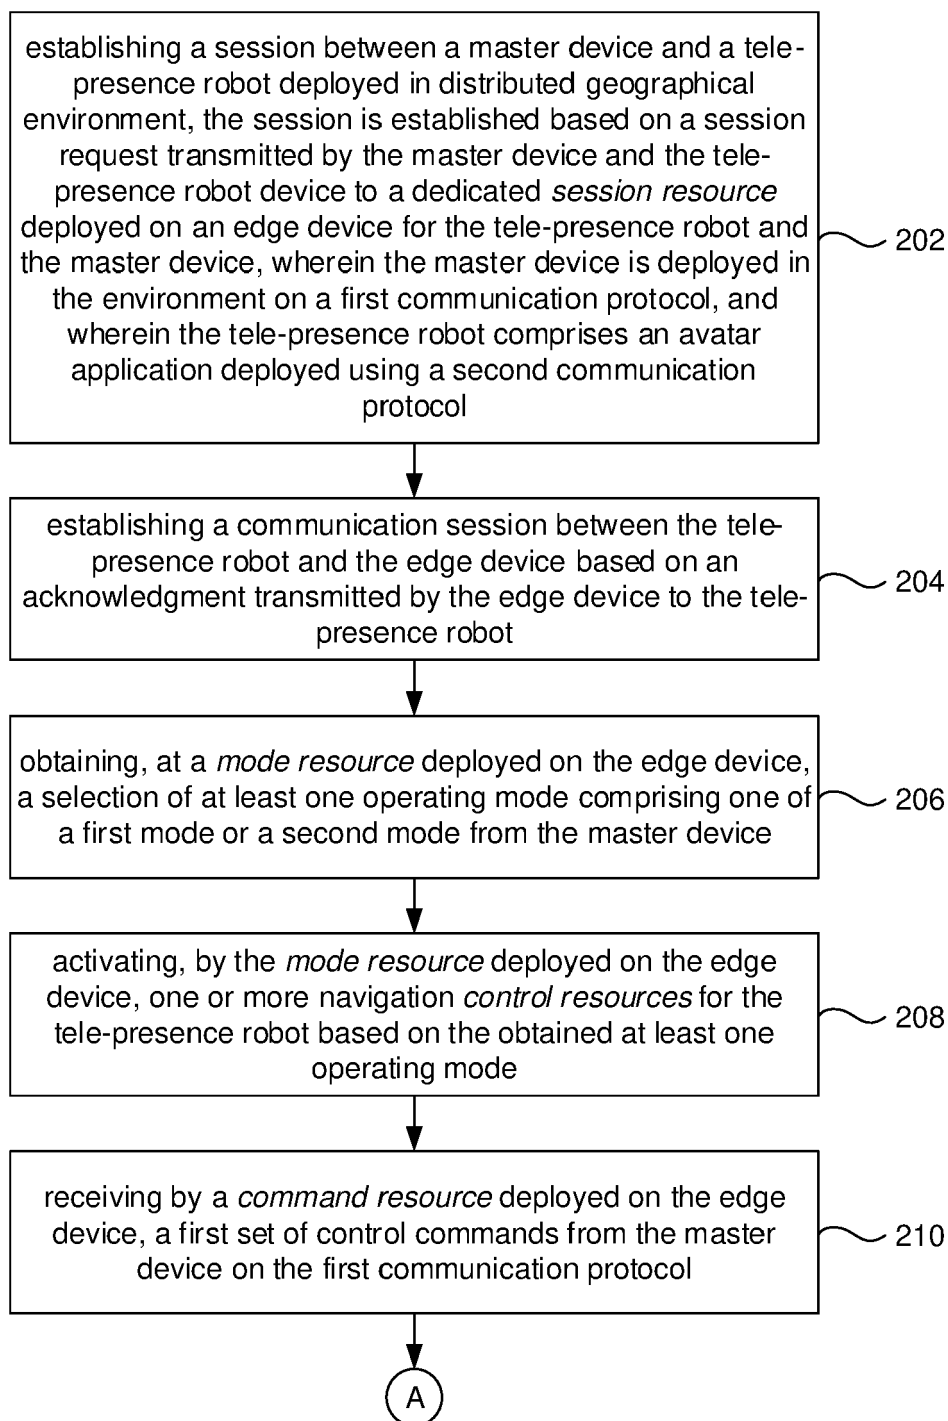 establishing a session between a master device and a tele-
presence robot deployed in distributed geographical
environment, the session is established based on a session
request transmitted by the master device and the tele-
presence robot device to a dedicated session resource
deployed on an edge device for the tele-presence robot and
the master device, wherein the master device is deployed in
the environment on a first communication protocol, and
wherein the tele-presence robot comprises an avatar
application deployed using a second communication
protocol
202
establishing a communication session between the tele-
presence robot and the edge device based on an
acknowledgment transmitted by the edge device to the tele-
presence robot
204
obtaining, at a mode resource deployed on the edge device,
a selection of at least one operating mode comprising one of
a first mode or a second mode from the master device
206
activating, by the mode resource deployed on the edge
device, one or more navigation control resources for the
tele-presence robot based on the obtained at least one
operating mode
208
receiving by a command resource deployed on the edge
device, a first set of control commands from the master
device on the first communication protocol
210
A